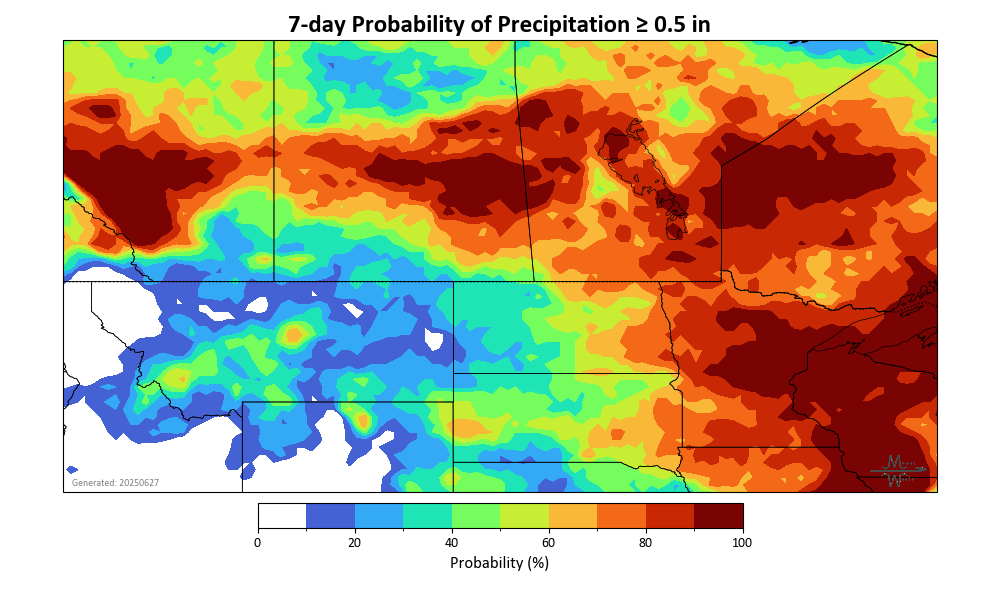 7-day Probability of Precipitation ≥ 0.5 in
Generated: 20250627
0 20 40 60 80 100
Probability (%)